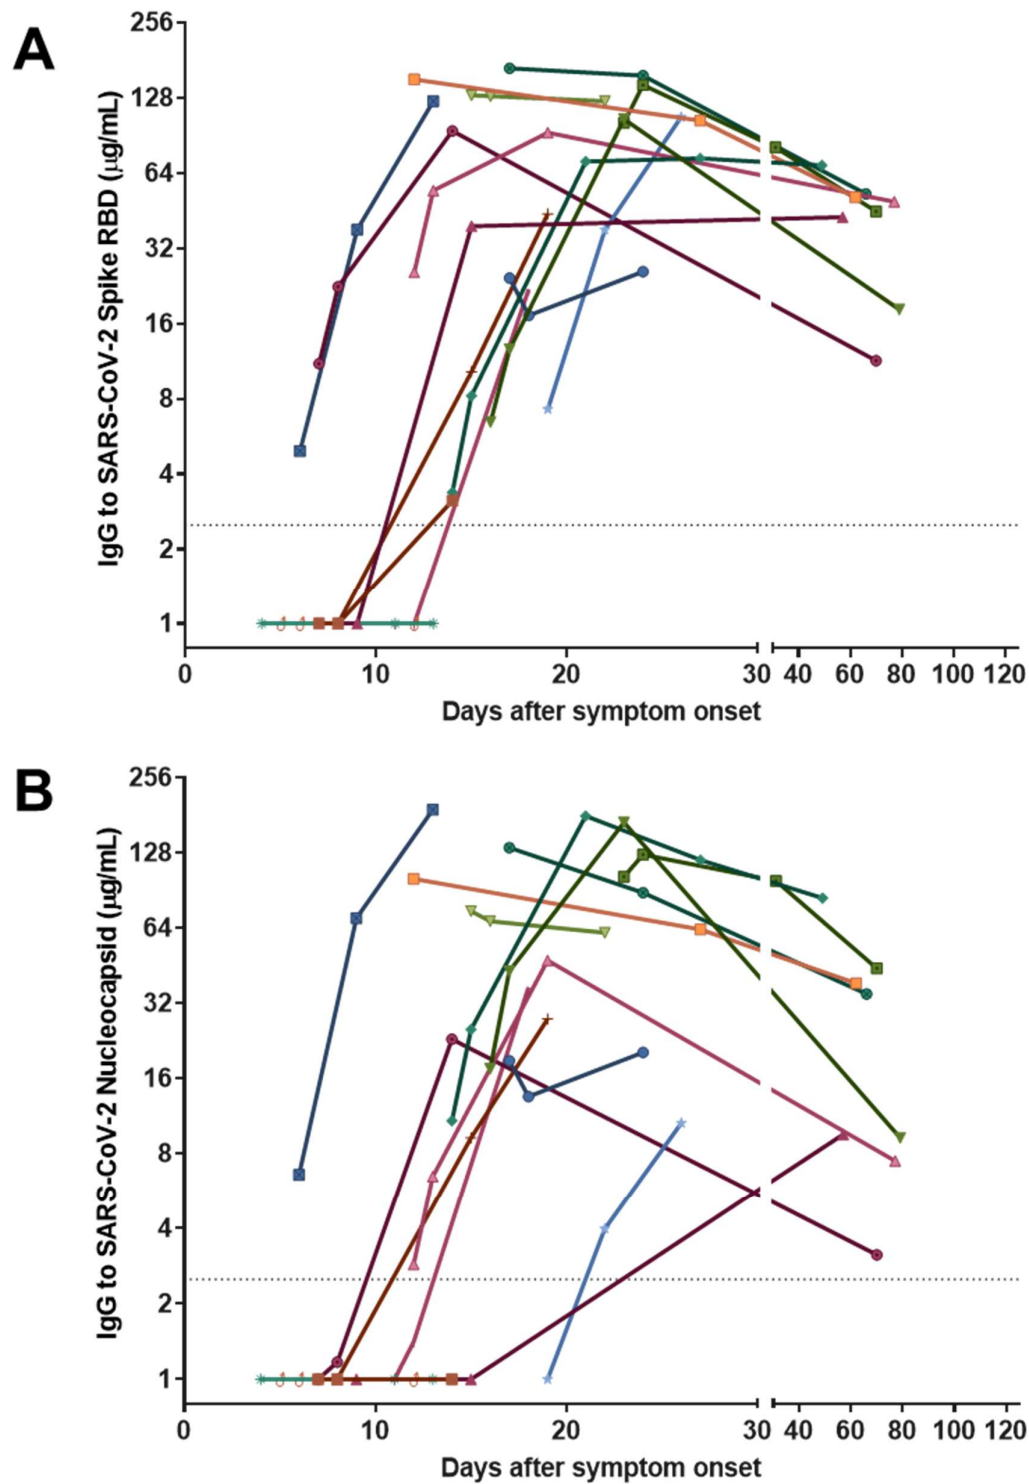 A
IgG to SARS-CoV-2 Spike RBD (µg/mL)
256
128
64
32
16
8
4
2
1
0 10 20 30 40 60 80 100 120
Days after symptom onset
B
IgG to SARS-CoV-2 Nucleocapsid (µg/mL)
256
128
64
32
16
8
4
2
1
0 10 20 30 40 60 80 100 120
Days after symptom onset